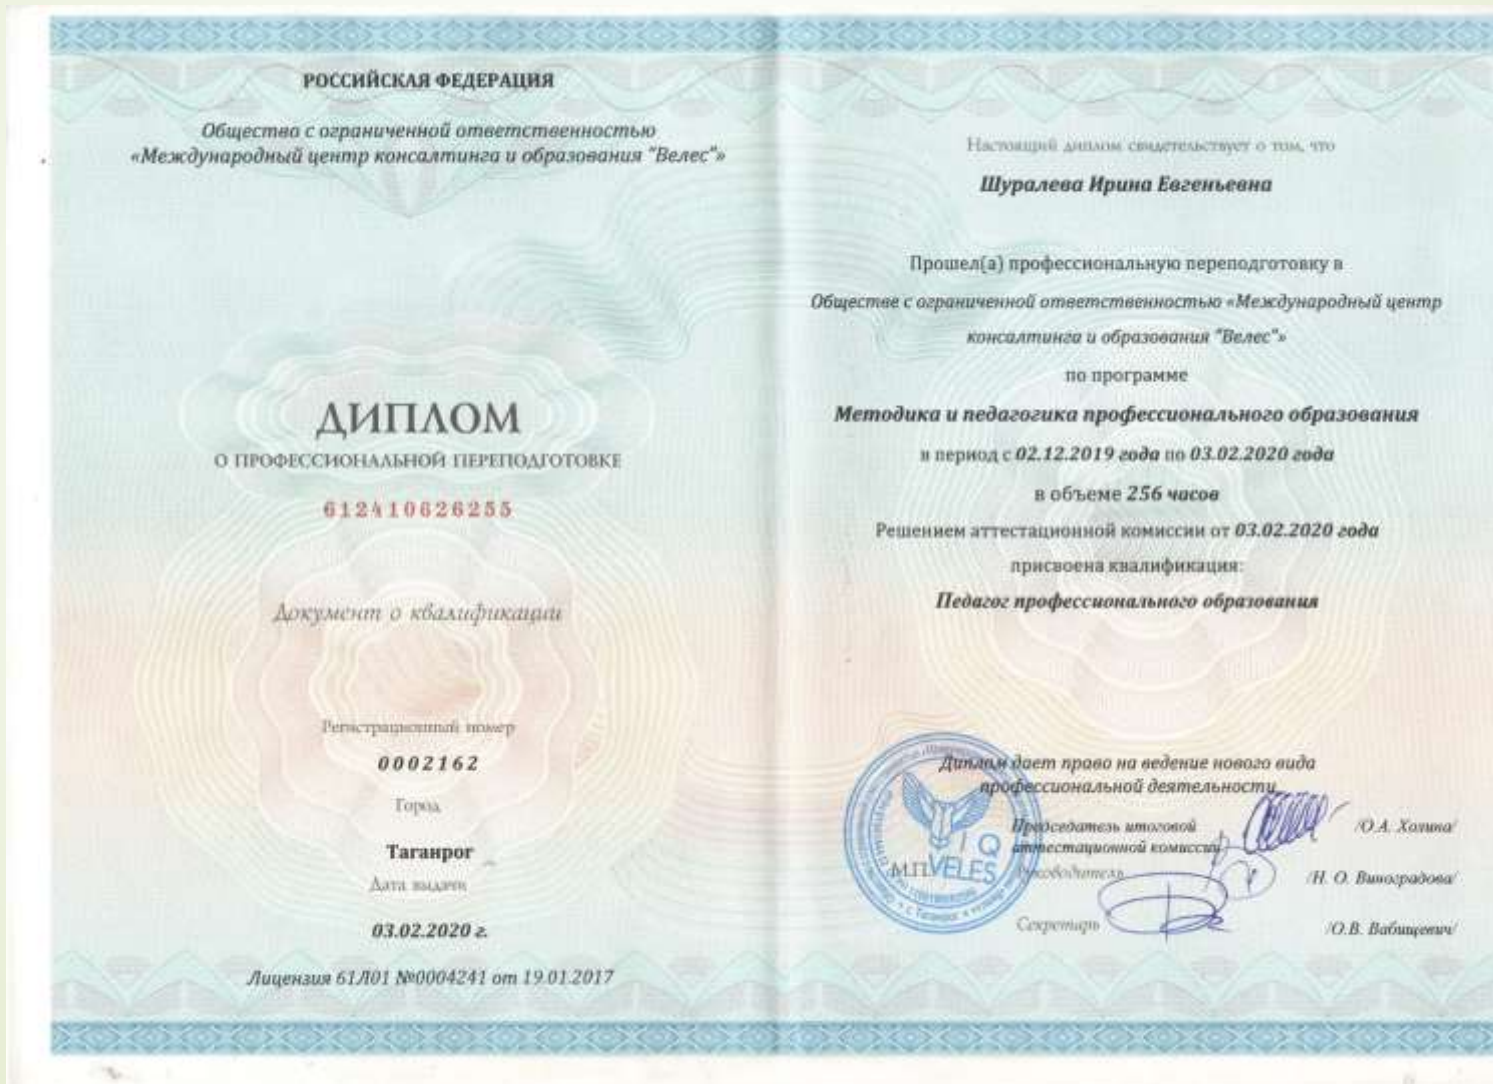 РОССИЙСКАЯ ФЕДЕРАЦИЯ
Общество с ограниченной ответственностью
«Международный центр консалтинга и образования "Велес"»
ДИПЛОМ
О ПРОФЕССИОНАЛЬНОЙ ПЕРЕПОДГОТОВКЕ
612410626255
Документ о квалификации
Регистрационный номер
0002162
Город
Таганрог
Дата выдачи
03.02.2020 г.
Лицензия 61Л01 №0004241 от 19.01.2017
Настоящий диплом свидетельствует о том, что
Шуралева Ирина Евгеньевна
Прошел(а) профессиональную переподготовку в
Обществе с ограниченной ответственностью «Международный центр
консалтинга и образования "Велес"»
по программе
Методика и педагогика профессионального образования
в период с 02.12.2019 года по 03.02.2020 года
в объеме 256 часов
Решением аттестационной комиссии от 03.02.2020 года
присвоена квалификация:
Педагог профессионального образования
Диплом дает право на ведение нового вида
профессиональной деятельности
Председатель итоговой
аттестационной комиссии
/О.А. Холина/
М.П.
Руководитель
/Н. О. Виноградова/
Секретарь
/О.В. Вабищевич/
IQ
VELES
г. Таганрог